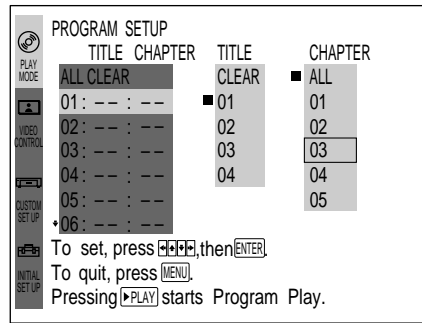 PROGRAM SETUP
TITLE CHAPTER TITLE CHAPTER
PLAY MODE
ALL CLEAR CLEAR ALL
01 : – – : – – 01 01
VIDEO CONTROL
02 : – – : – – 02 02
03 : – – : – – 03 03
04 : – – : – – 04 04
CUSTOM SET UP
05 : – – : – – 05
06 : – – : – –
To set, press ,then ENTER.
INITIAL SET UP
To quit, press MENU.
Pressing PLAY starts Program Play.